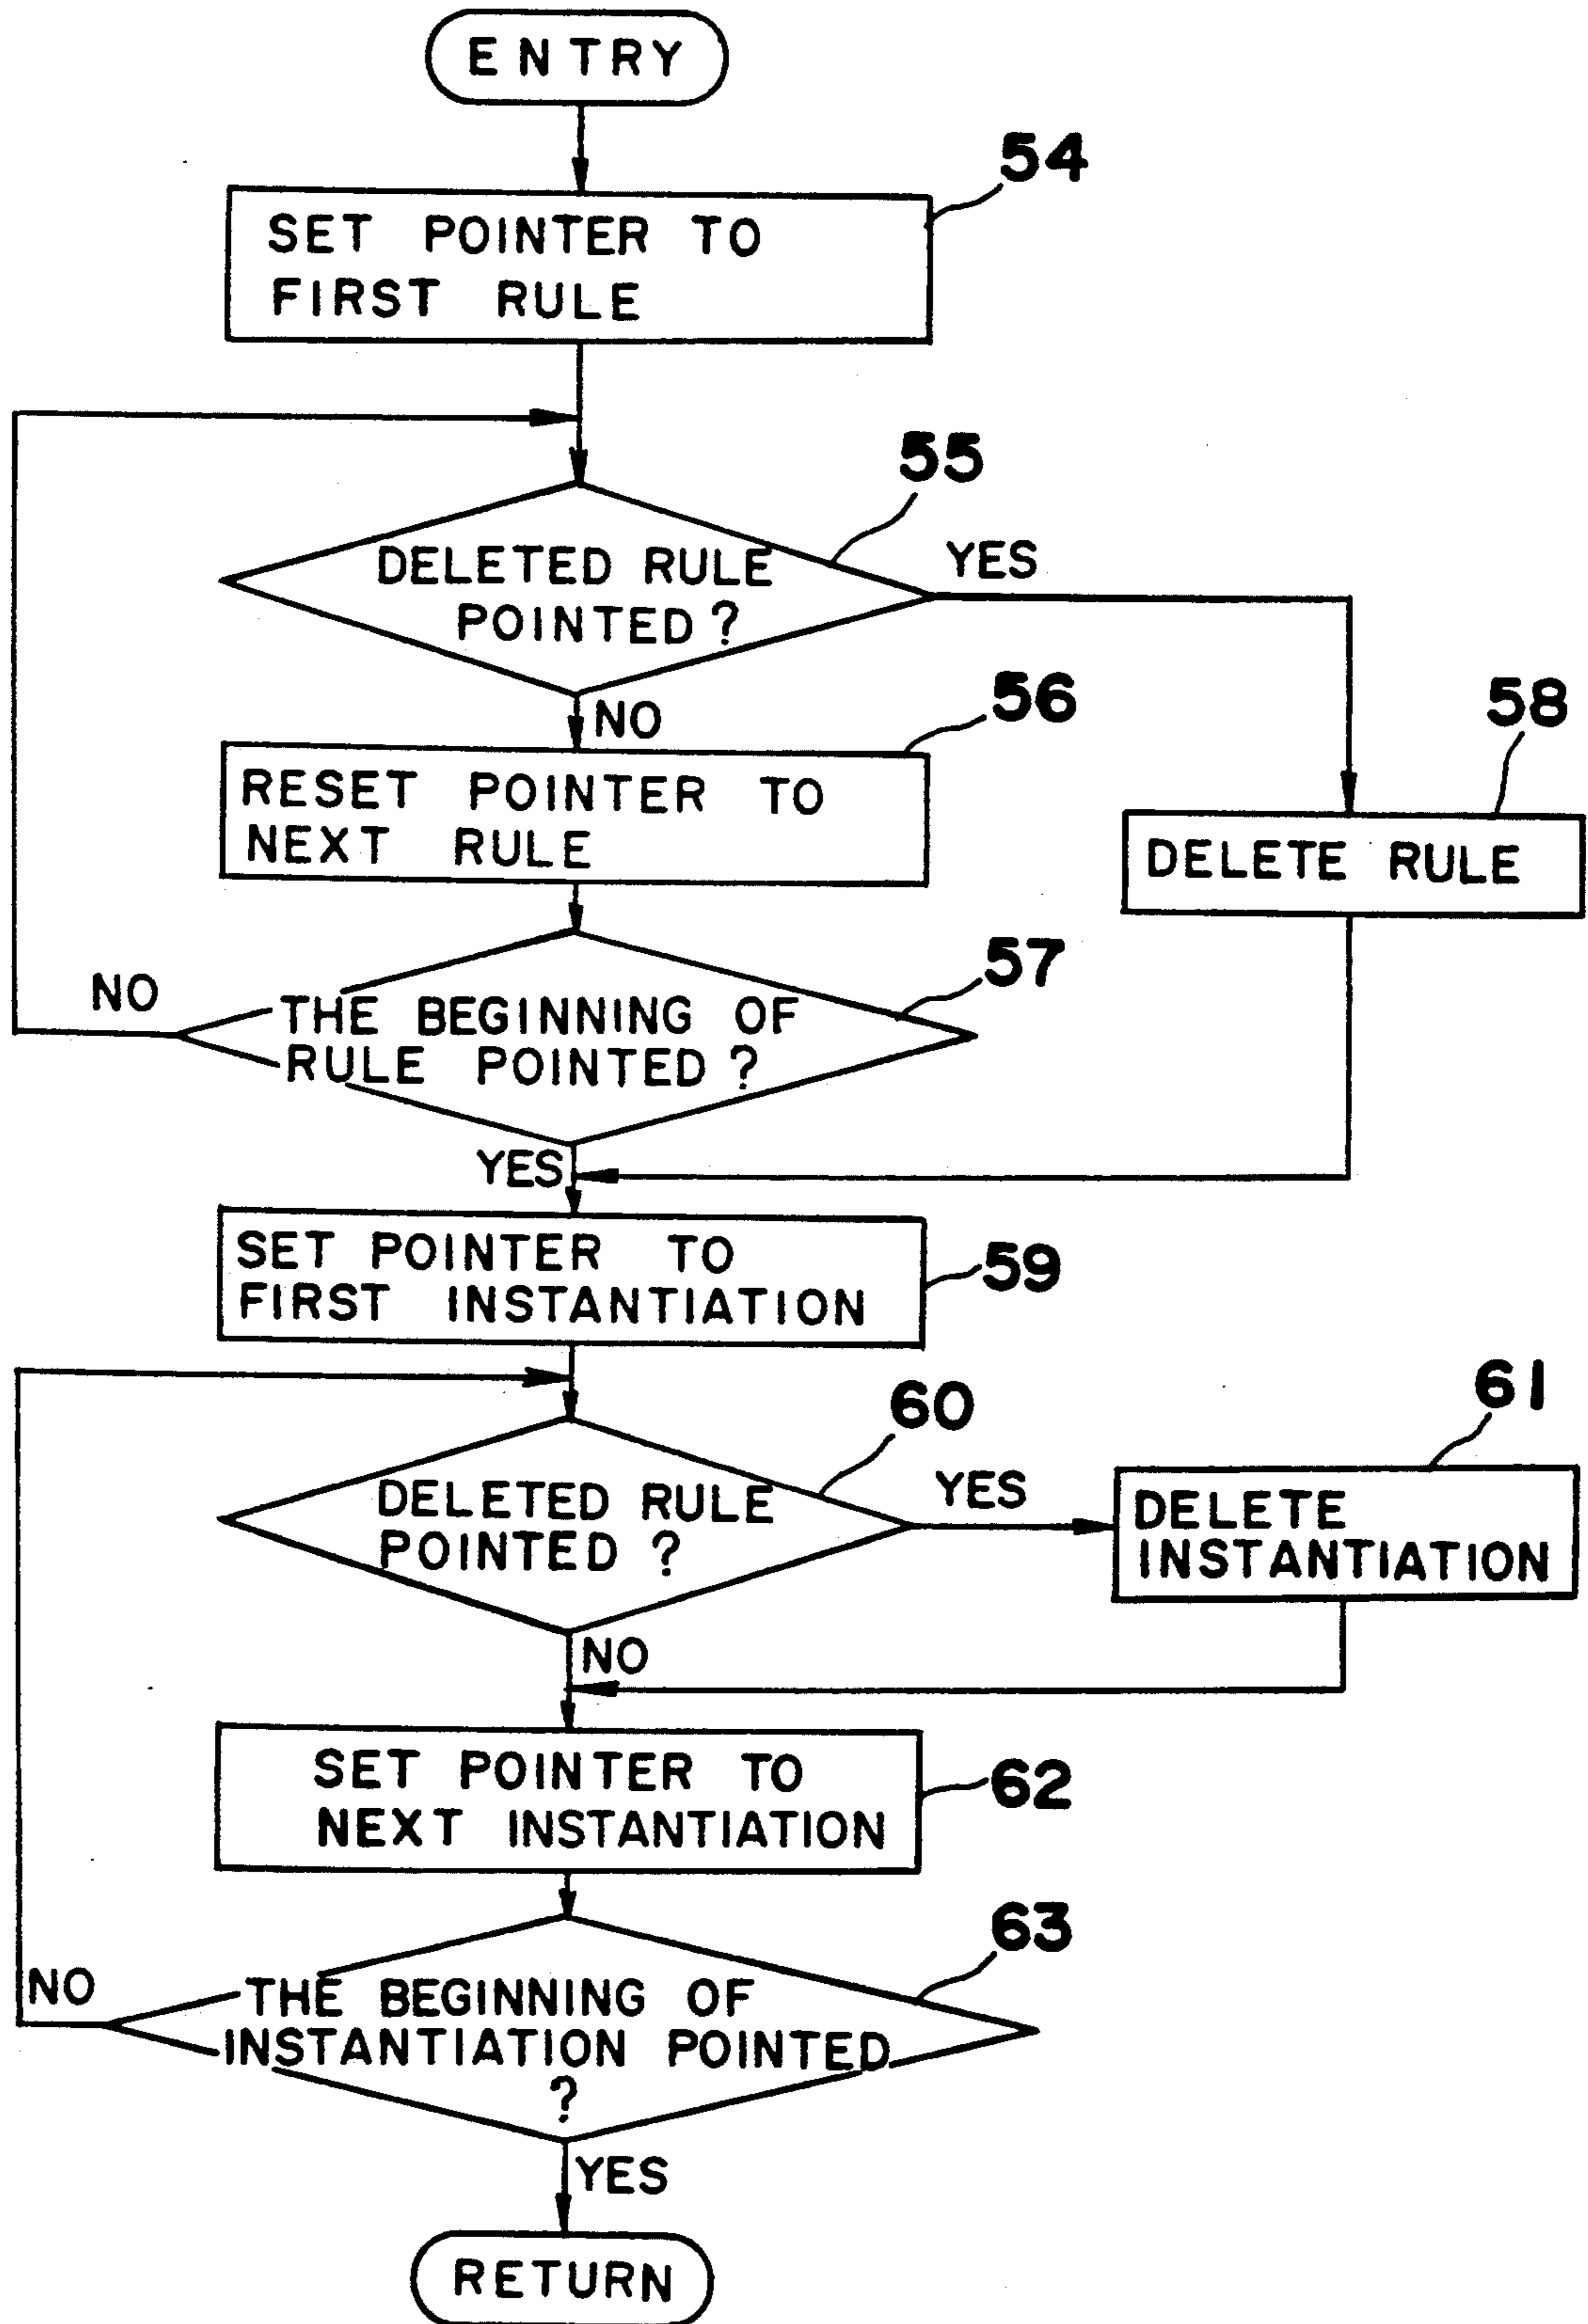 ENTRY
54
SET POINTER TO
FIRST RULE
55
DELETED RULE
POINTED?
YES
NO
56
RESET POINTER TO
NEXT RULE
58
DELETE RULE
57
THE BEGINNING OF
RULE POINTED?
NO
YES
59
SET POINTER TO
FIRST INSTANTIATION
60
DELETED RULE
POINTED?
YES
61
DELETE
INSTANTIATION
NO
62
SET POINTER TO
NEXT INSTANTIATION
63
THE BEGINNING OF
INSTANTIATION POINTED
?
NO
YES
RETURN